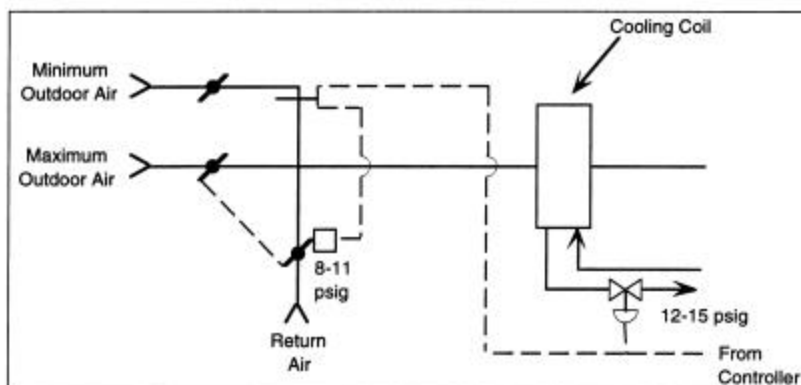 Cooling Coil
Minimum
Outdoor Air
Maximum
Outdoor Air
8-11
psig
12-15 psig
Return
Air
From
Controller